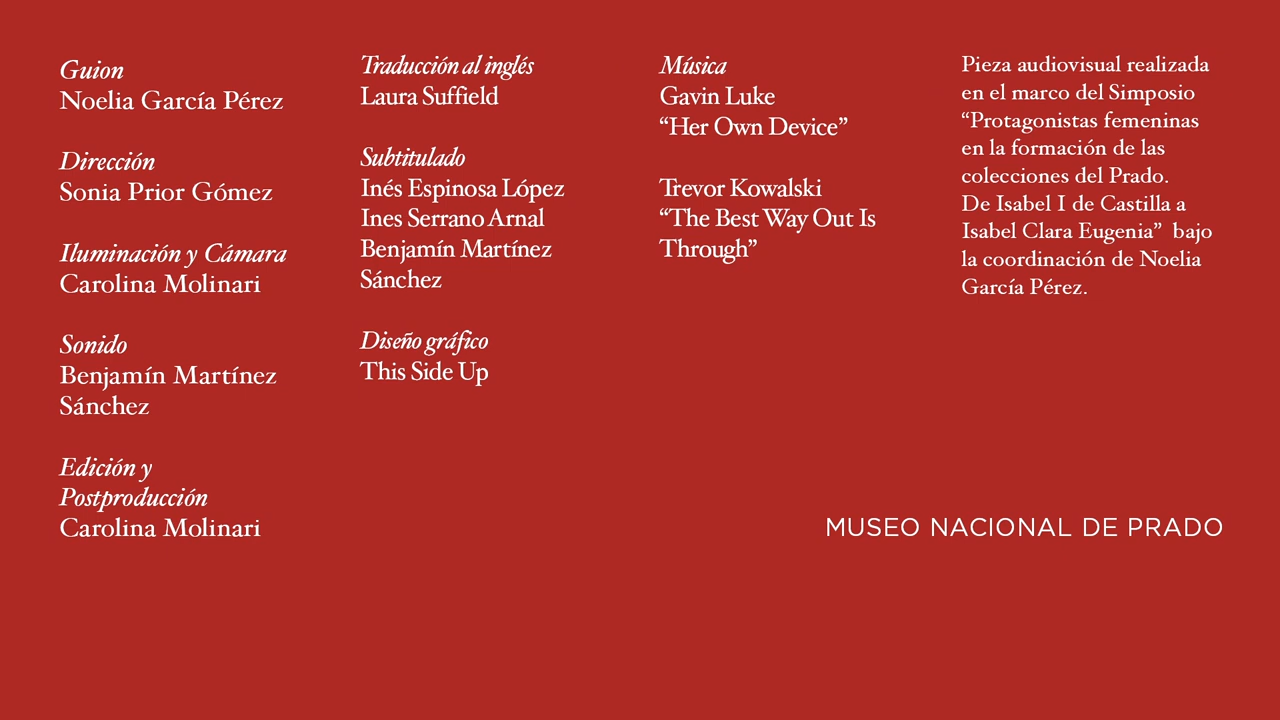 Guion
Noelia García Pérez
Dirección
Sonia Prior Gómez
Iluminación y Cámara
Carolina Molinari
Sonido
Benjamín Martínez
Sánchez
Edición y
Postproducción
Carolina Molinari
Traducción al inglés
Laura Suffield
Subtitulado
Inés Espinosa López
Ines Serrano Arnal
Benjamín Martínez
Sánchez
Diseño gráfico
This Side Up
Música
Gavin Luke
“Her Own Device”
Trevor Kowalski
“The Best Way Out Is
Through”
Pieza audiovisual realizada
en el marco del Simposio
“Protagonistas femeninas
en la formación de las
colecciones del Prado.
De Isabel I de Castilla a
Isabel Clara Eugenia” bajo
la coordinación de Noelia
García Pérez.
MUSEO NACIONAL DE PRADO